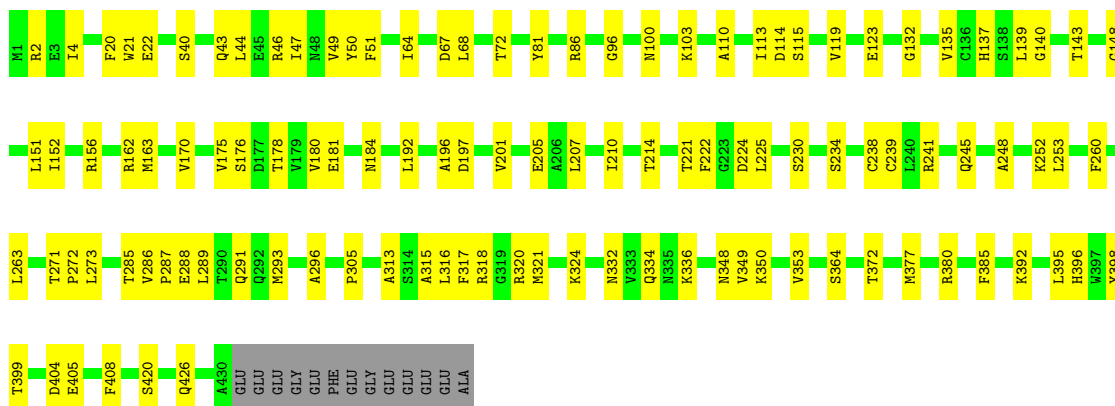 M1 R2 E3 I4 F20 W21 E22 S40 Q43 L44 E45 R46 I47 N48 V49 Y50 F51 I64 D67 L68 T72 Y81 R86 G96 N100 K103 A110 I113 D114 S115 V119 E123 G132 V135 C136 H137 S138 L139 G140 T143 G148
L151 I152 R156 R162 M163 V170 V175 S176 D177 T178 V179 V180 E181 N184 L192 A196 D197 V201 E205 A206 L207 I210 T214 T221 F222 G223 D224 L225 S230 S234 C238 C239 L240 R241 Q245 A248 K252 L253 F260
L263 T271 P272 L273 T285 V286 P287 E288 L289 T290 Q291 Q292 M293 A296 P305 A313 S314 A315 L316 F317 R318 G319 R320 M321 K324 N332 V333 Q334 N335 K336 N348 V349 K350 V353 S364 T372 M377 R380 F385 K392 L395 H396 W397 Y398
T399 D404 E405 F408 S420 Q426 A430 GLU GLU GLU GLY GLU PHE GLU GLY GLU GLU GLU GLU ALA